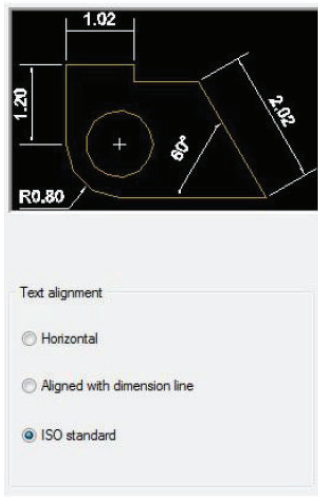 1.02
1.20
2.02
60°
R0.80
Text alignment
Horizontal
Aligned with dimension line
ISO standard